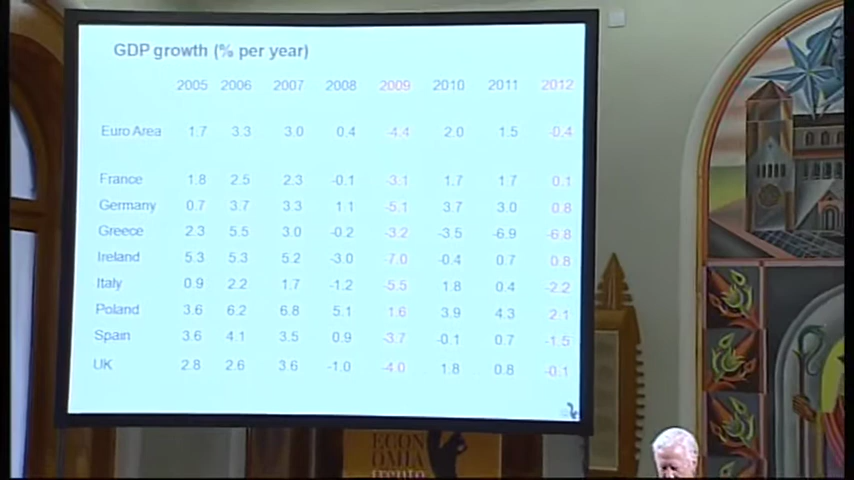 GDP growth (% per year)
2005 2006 2007 2008 2009 2010 2011 2012
Euro Area 1.7 3.3 3.0 0.4 -4.4 2.0 1.5 -0.4
France 1.8 2.5 2.3 -0.1 -3.1 1.7 1.7 0.1
Germany 0.7 3.7 3.3 1.1 -5.1 3.7 3.0 0.8
Greece 2.3 5.5 3.0 -0.2 -3.2 -3.5 -6.9 -6.8
Ireland 5.3 5.3 5.2 -3.0 -7.0 -0.4 0.7 0.8
Italy 0.9 2.2 1.7 -1.2 -5.5 1.8 0.4 -2.2
Poland 3.6 6.2 6.8 5.1 1.6 3.9 4.3 2.1
Spain 3.6 4.1 3.5 0.9 -3.7 -0.1 0.7 -1.5
UK 2.8 2.6 3.6 -1.0 -4.0 1.8 0.8 -0.1
ECON
OMIA
trento